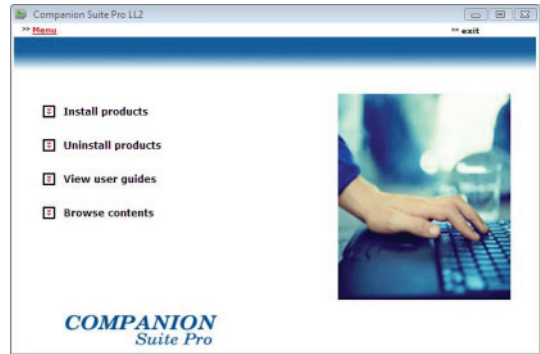 Companion Suite Pro LL2
>> Menu
>> exit
Install products
Uninstall products
View user guides
Browse contents
COMPANION
Suite Pro